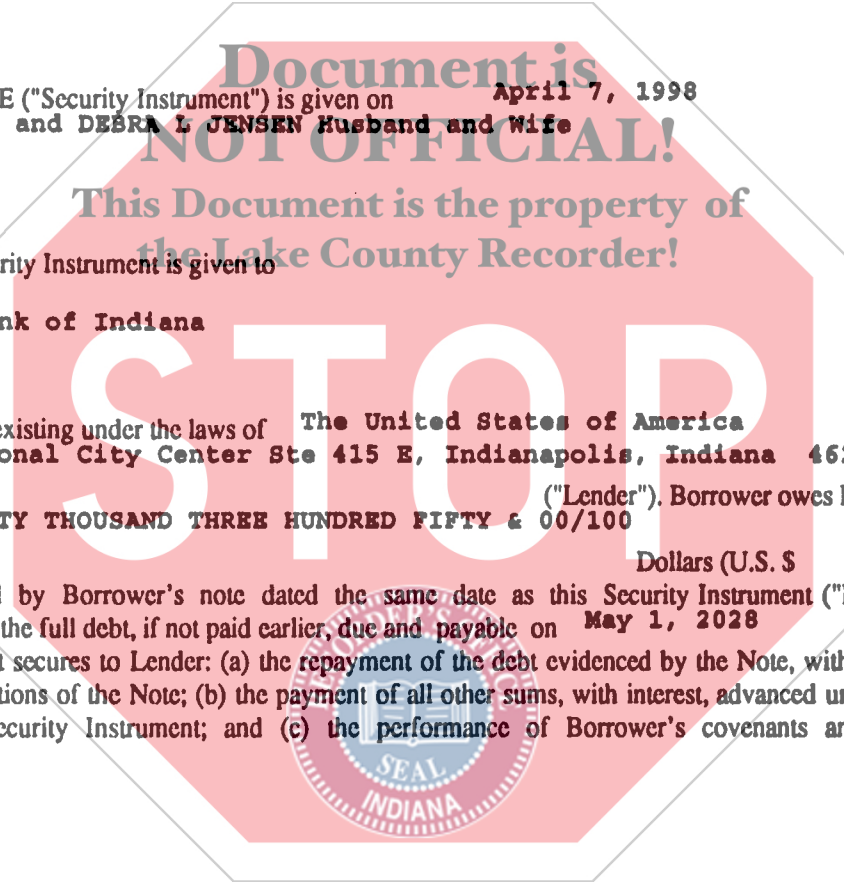 Document is
E ("Security Instrument") is given on April 7, 1998
and DEBRA L JENSEN Husband and Wife
NOT OFFICIAL!
This Document is the property of
the Lake County Recorder!
rity Instrument is given to
nk of Indiana
STOP
existing under the laws of The United States of America
onal City Center Ste 415 E, Indianapolis, Indiana 462
("Lender"). Borrower owes
TY THOUSAND THREE HUNDRED FIFTY & 00/100
Dollars (U.S. $
by Borrower's note dated the same date as this Security Instrument ("
the full debt, if not paid earlier, due and payable on May 1, 2028
t secures to Lender: (a) the repayment of the debt evidenced by the Note, with
tions of the Note; (b) the payment of all other sums, with interest, advanced un
ecurity Instrument; and (c) the performance of Borrower's covenants an
RECORDER'S OFFICE
SEAL
INDIANA